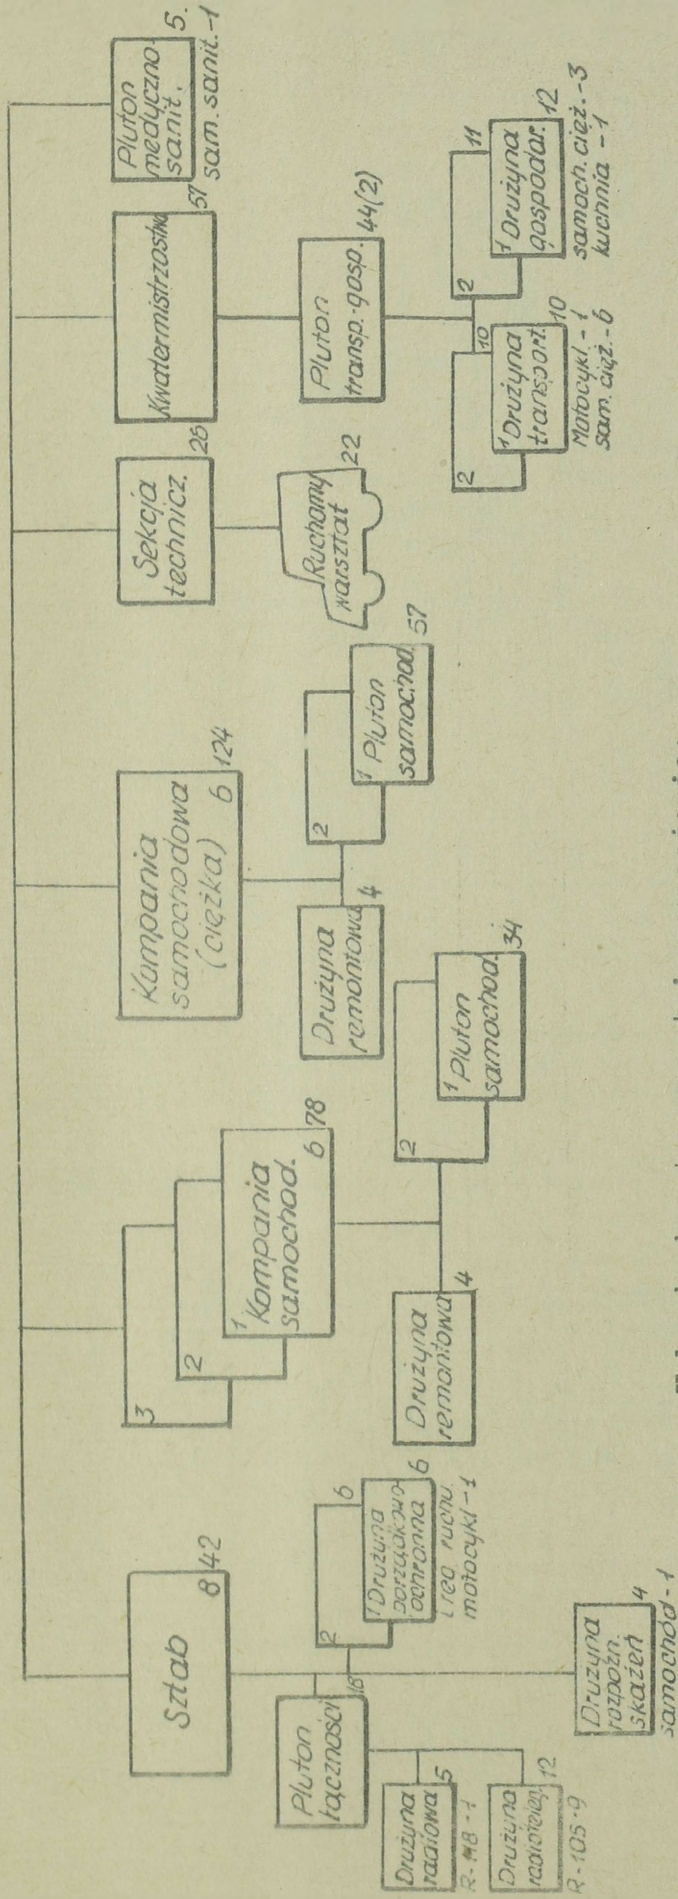 Sztab
8 42
Pluton
łączności
18
Drużyna
radiowa
5
Drużyna
12
R-105-9
2
6
1 Drużyna
porządkowo
ochronna
6
i reg ruchu.
motocykl-1
Drużyna
rozpozn.
skażeń
4
samochód-1
3
2
1
Kompania
samochod.
6 78
Drużyna
remontowa
4
2
1 Pluton
samochod.
34
Kompania
samochodowa
(ciężka)
6 124
Drużyna
remontowa
4
2
1 Pluton
samochod.
57
Sekcja
technicz.
26
Ruchomy
warsztat
22
Kwatermistrzostwo
57
Pluton
transp.-gosp.
44(2)
2
10
1 Drużyna
transport.
10
Motocykl-1
sam. cięż.-6
2
11
1 Drużyna
gospodar.
12
samoch. cięż.-3
kuchnia-1
Pluton
medyczno
sanit.
5.
sam. sanit.-1